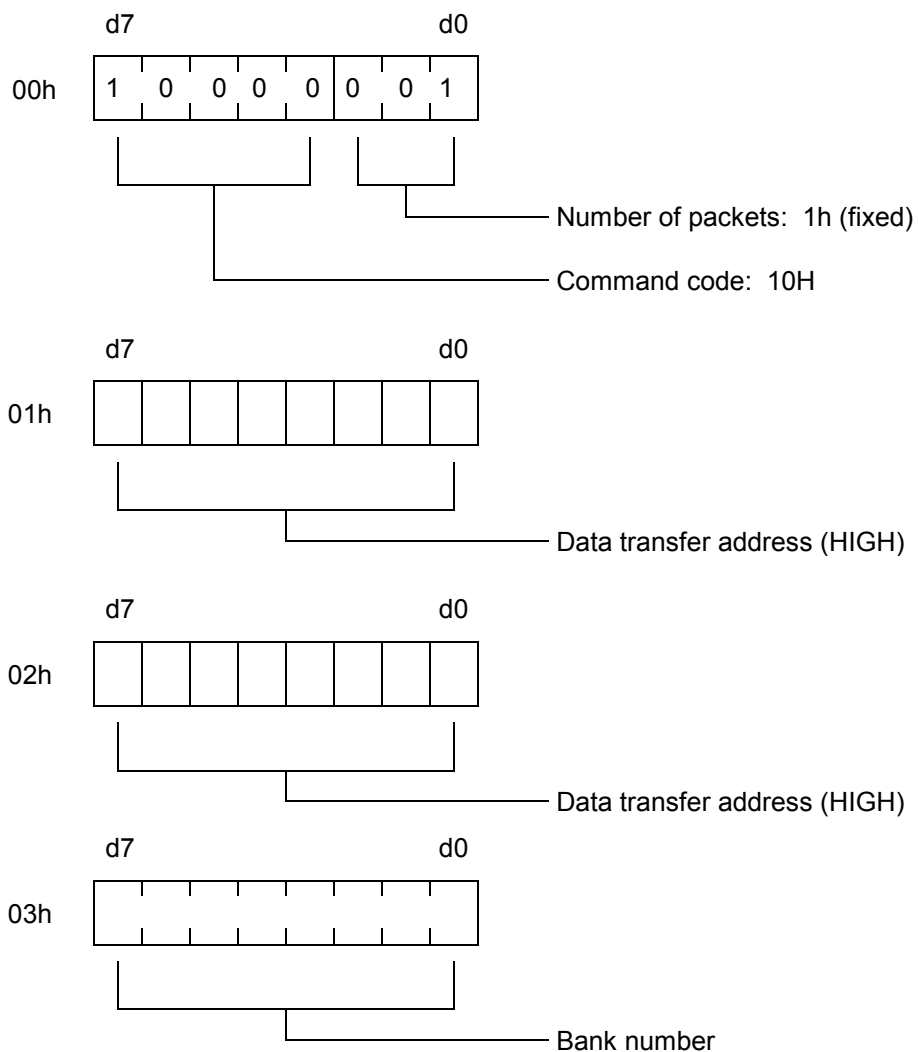 d7 d0
00h 1 0 0 0 0 0 0 1
Number of packets: 1h (fixed)
Command code: 10H
d7 d0
01h
Data transfer address (HIGH)
d7 d0
02h
Data transfer address (HIGH)
d7 d0
03h
Bank number